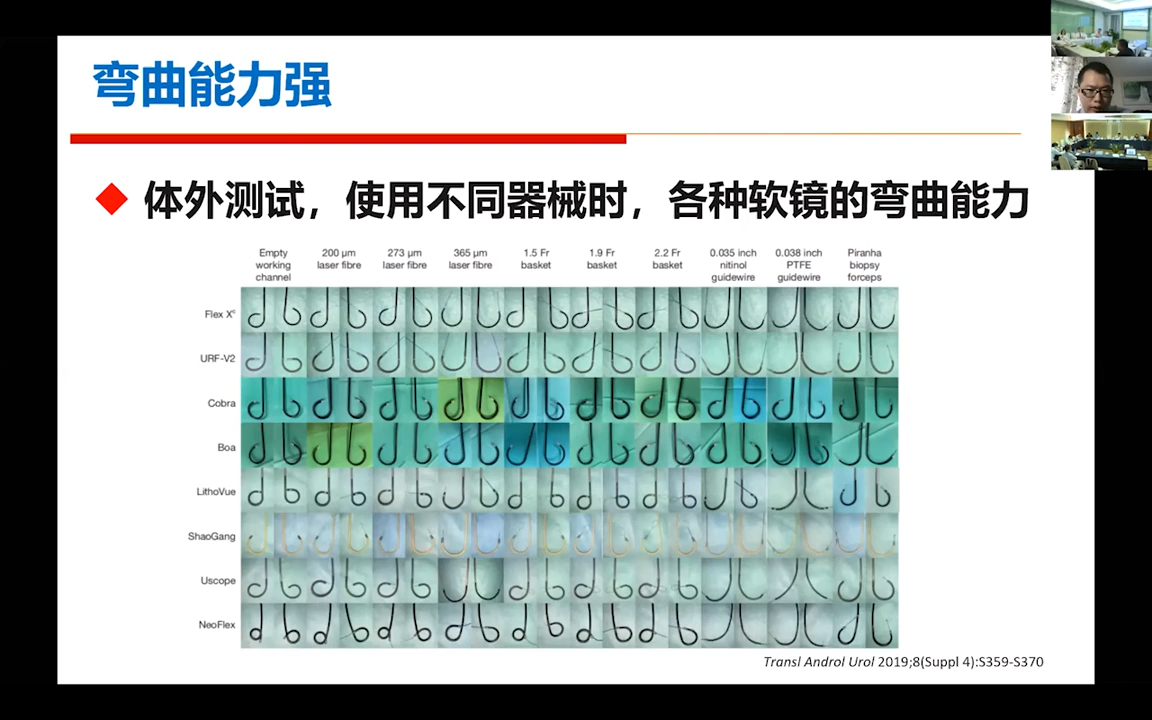 弯曲能力强
体外测试，使用不同器械时，各种软镜的弯曲能力
Empty working channel
200 µm laser fibre
273 µm laser fibre
365 µm laser fibre
1.5 Fr basket
1.9 Fr basket
2.2 Fr basket
0.035 inch nitinol guidewire
0.038 inch PTFE guidewire
Piranha biopsy forceps
Flex Xᶜ
URF-V2
Cobra
Boa
LithoVue
ShaoGang
Uscope
NeoFlex
Transl Androl Urol 2019;8(Suppl 4):S359-S370